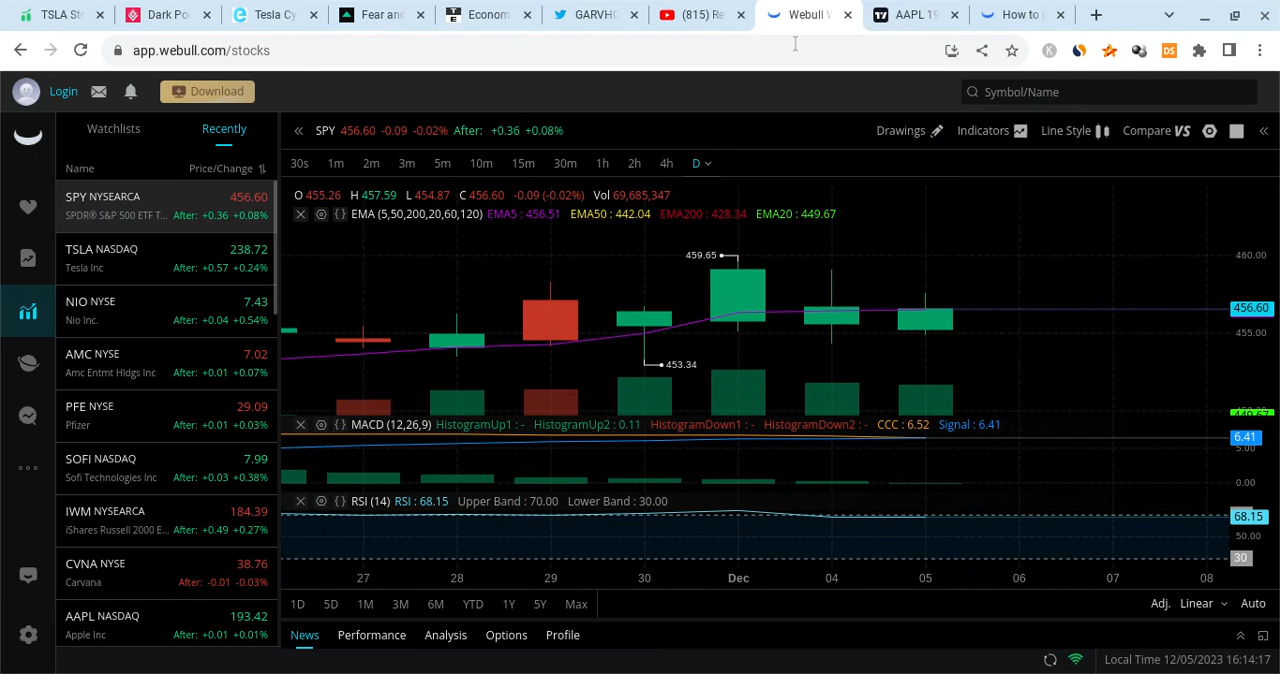 TSLA St
Dark Po
Tesla Cy
Fear an
Econom
GARVHO
(815) Re
Webull W
AAPL 19
How to
app.webull.com/stocks
K
DS
Login
Download
Symbol/Name
Watchlists
Recently
SPY 456.60 -0.09 -0.02% After: +0.36 +0.08%
Drawings
Indicators
Line Style
Compare VS
Name
Price/Change
30s 1m 2m 3m 5m 10m 15m 30m 1h 2h 4h D
SPY NYSEARCA 456.60
SPDR® S&P 500 ETF T... After: +0.36 +0.08%
TSLA NASDAQ 238.72
Tesla Inc After: +0.57 +0.24%
NIO NYSE 7.43
Nio Inc. After: +0.04 +0.54%
AMC NYSE 7.02
Amc Entmt Hldgs Inc After: +0.01 +0.07%
PFE NYSE 29.09
Pfizer After: +0.01 +0.03%
SOFI NASDAQ 7.99
Sofi Technologies Inc After: +0.03 +0.38%
IWM NYSEARCA 184.39
iShares Russell 2000 E... After: +0.49 +0.27%
CVNA NYSE 38.76
Carvana After: -0.01 -0.03%
AAPL NASDAQ 193.42
Apple Inc After: +0.01 +0.01%
O 455.26 H 457.59 L 454.87 C 456.60 -0.09 (-0.02%) Vol 69,685,347
EMA (5,50,200,20,60,120) EMA5 : 456.51 EMA50 : 442.04 EMA200 : 428.34 EMA20 : 449.67
459.65
460.00
456.60
455.00
453.34
449.67
MACD (12,26,9) HistogramUp1 : - HistogramUp2 : 0.11 HistogramDown1 : - HistogramDown2 : - CCC : 6.52 Signal : 6.41
6.41
5.00
0.00
RSI (14) RSI : 68.15 Upper Band : 70.00 Lower Band : 30.00
68.15
50.00
30
27 28 29 30 Dec 04 05 06 07 08
1D 5D 1M 3M 6M YTD 1Y 5Y Max
Adj. Linear Auto
News Performance Analysis Options Profile
Local Time 12/05/2023 16:14:17